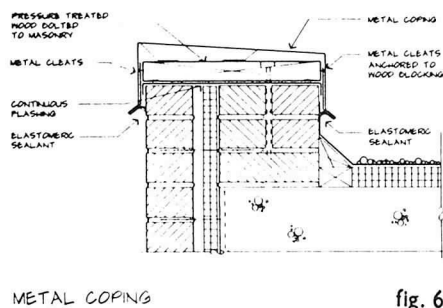 PRESSURE TREATED
WOOD BOLTED
TO MASONRY
METAL COPING
METAL CLEATS
METAL CLEATS
ANCHORED TO
WOOD BLOCKING
CONTINUOUS
FLASHING
ELASTOMERIC
SEALANT
ELASTOMERIC
SEALANT
METAL COPING
fig. 6